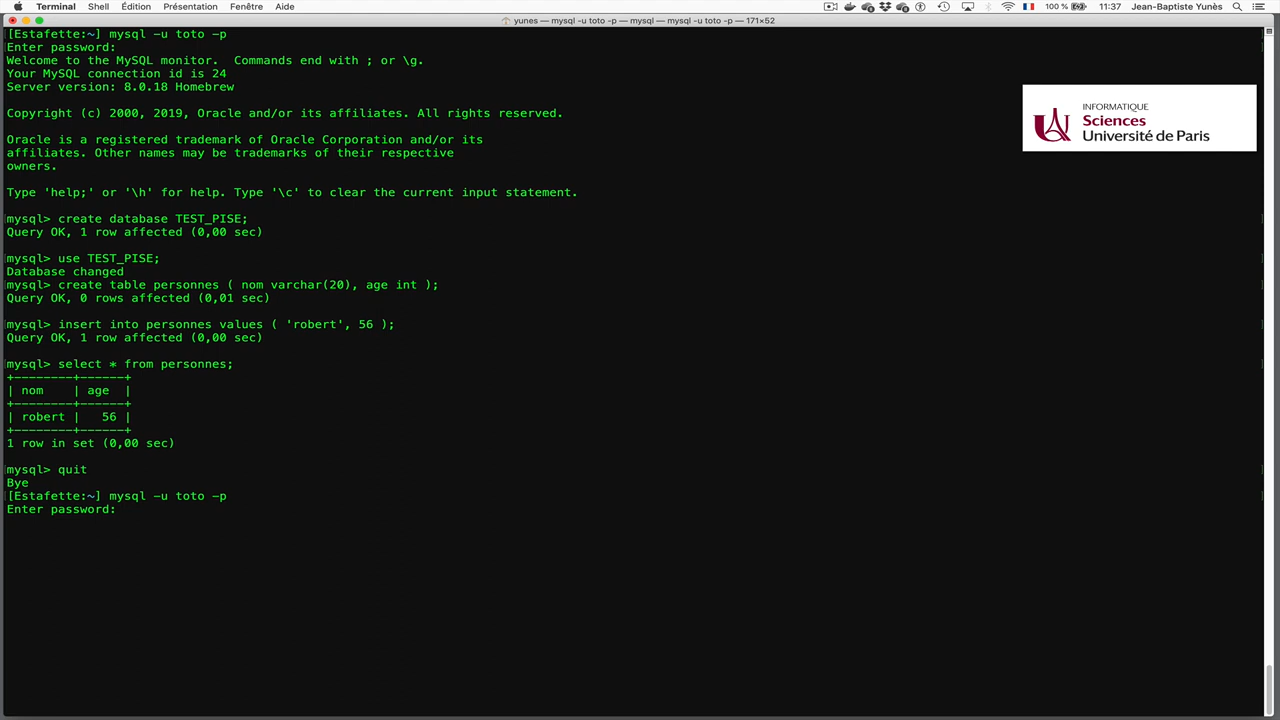 Terminal Shell Édition Présentation Fenêtre Aide 100 % 11:37 Jean-Baptiste Yunès
yunes — mysql -u toto -p — mysql — mysql -u toto -p — 171×52
[Estafette:~] mysql -u toto -p
Enter password:
Welcome to the MySQL monitor.  Commands end with ; or \g.
Your MySQL connection id is 24
Server version: 8.0.18 Homebrew
Copyright (c) 2000, 2019, Oracle and/or its affiliates. All rights reserved.
Oracle is a registered trademark of Oracle Corporation and/or its
affiliates. Other names may be trademarks of their respective
owners.
Type 'help;' or '\h' for help. Type '\c' to clear the current input statement.
mysql> create database TEST_PISE;
Query OK, 1 row affected (0,00 sec)
mysql> use TEST_PISE;
Database changed
mysql> create table personnes ( nom varchar(20), age int );
Query OK, 0 rows affected (0,01 sec)
mysql> insert into personnes values ( 'robert', 56 );
Query OK, 1 row affected (0,00 sec)
mysql> select * from personnes;
+--------+------+
| nom    | age  |
+--------+------+
| robert |   56 |
+--------+------+
1 row in set (0,00 sec)
mysql> quit
Bye
[Estafette:~] mysql -u toto -p
Enter password:
INFORMATIQUE
Sciences
Université de Paris